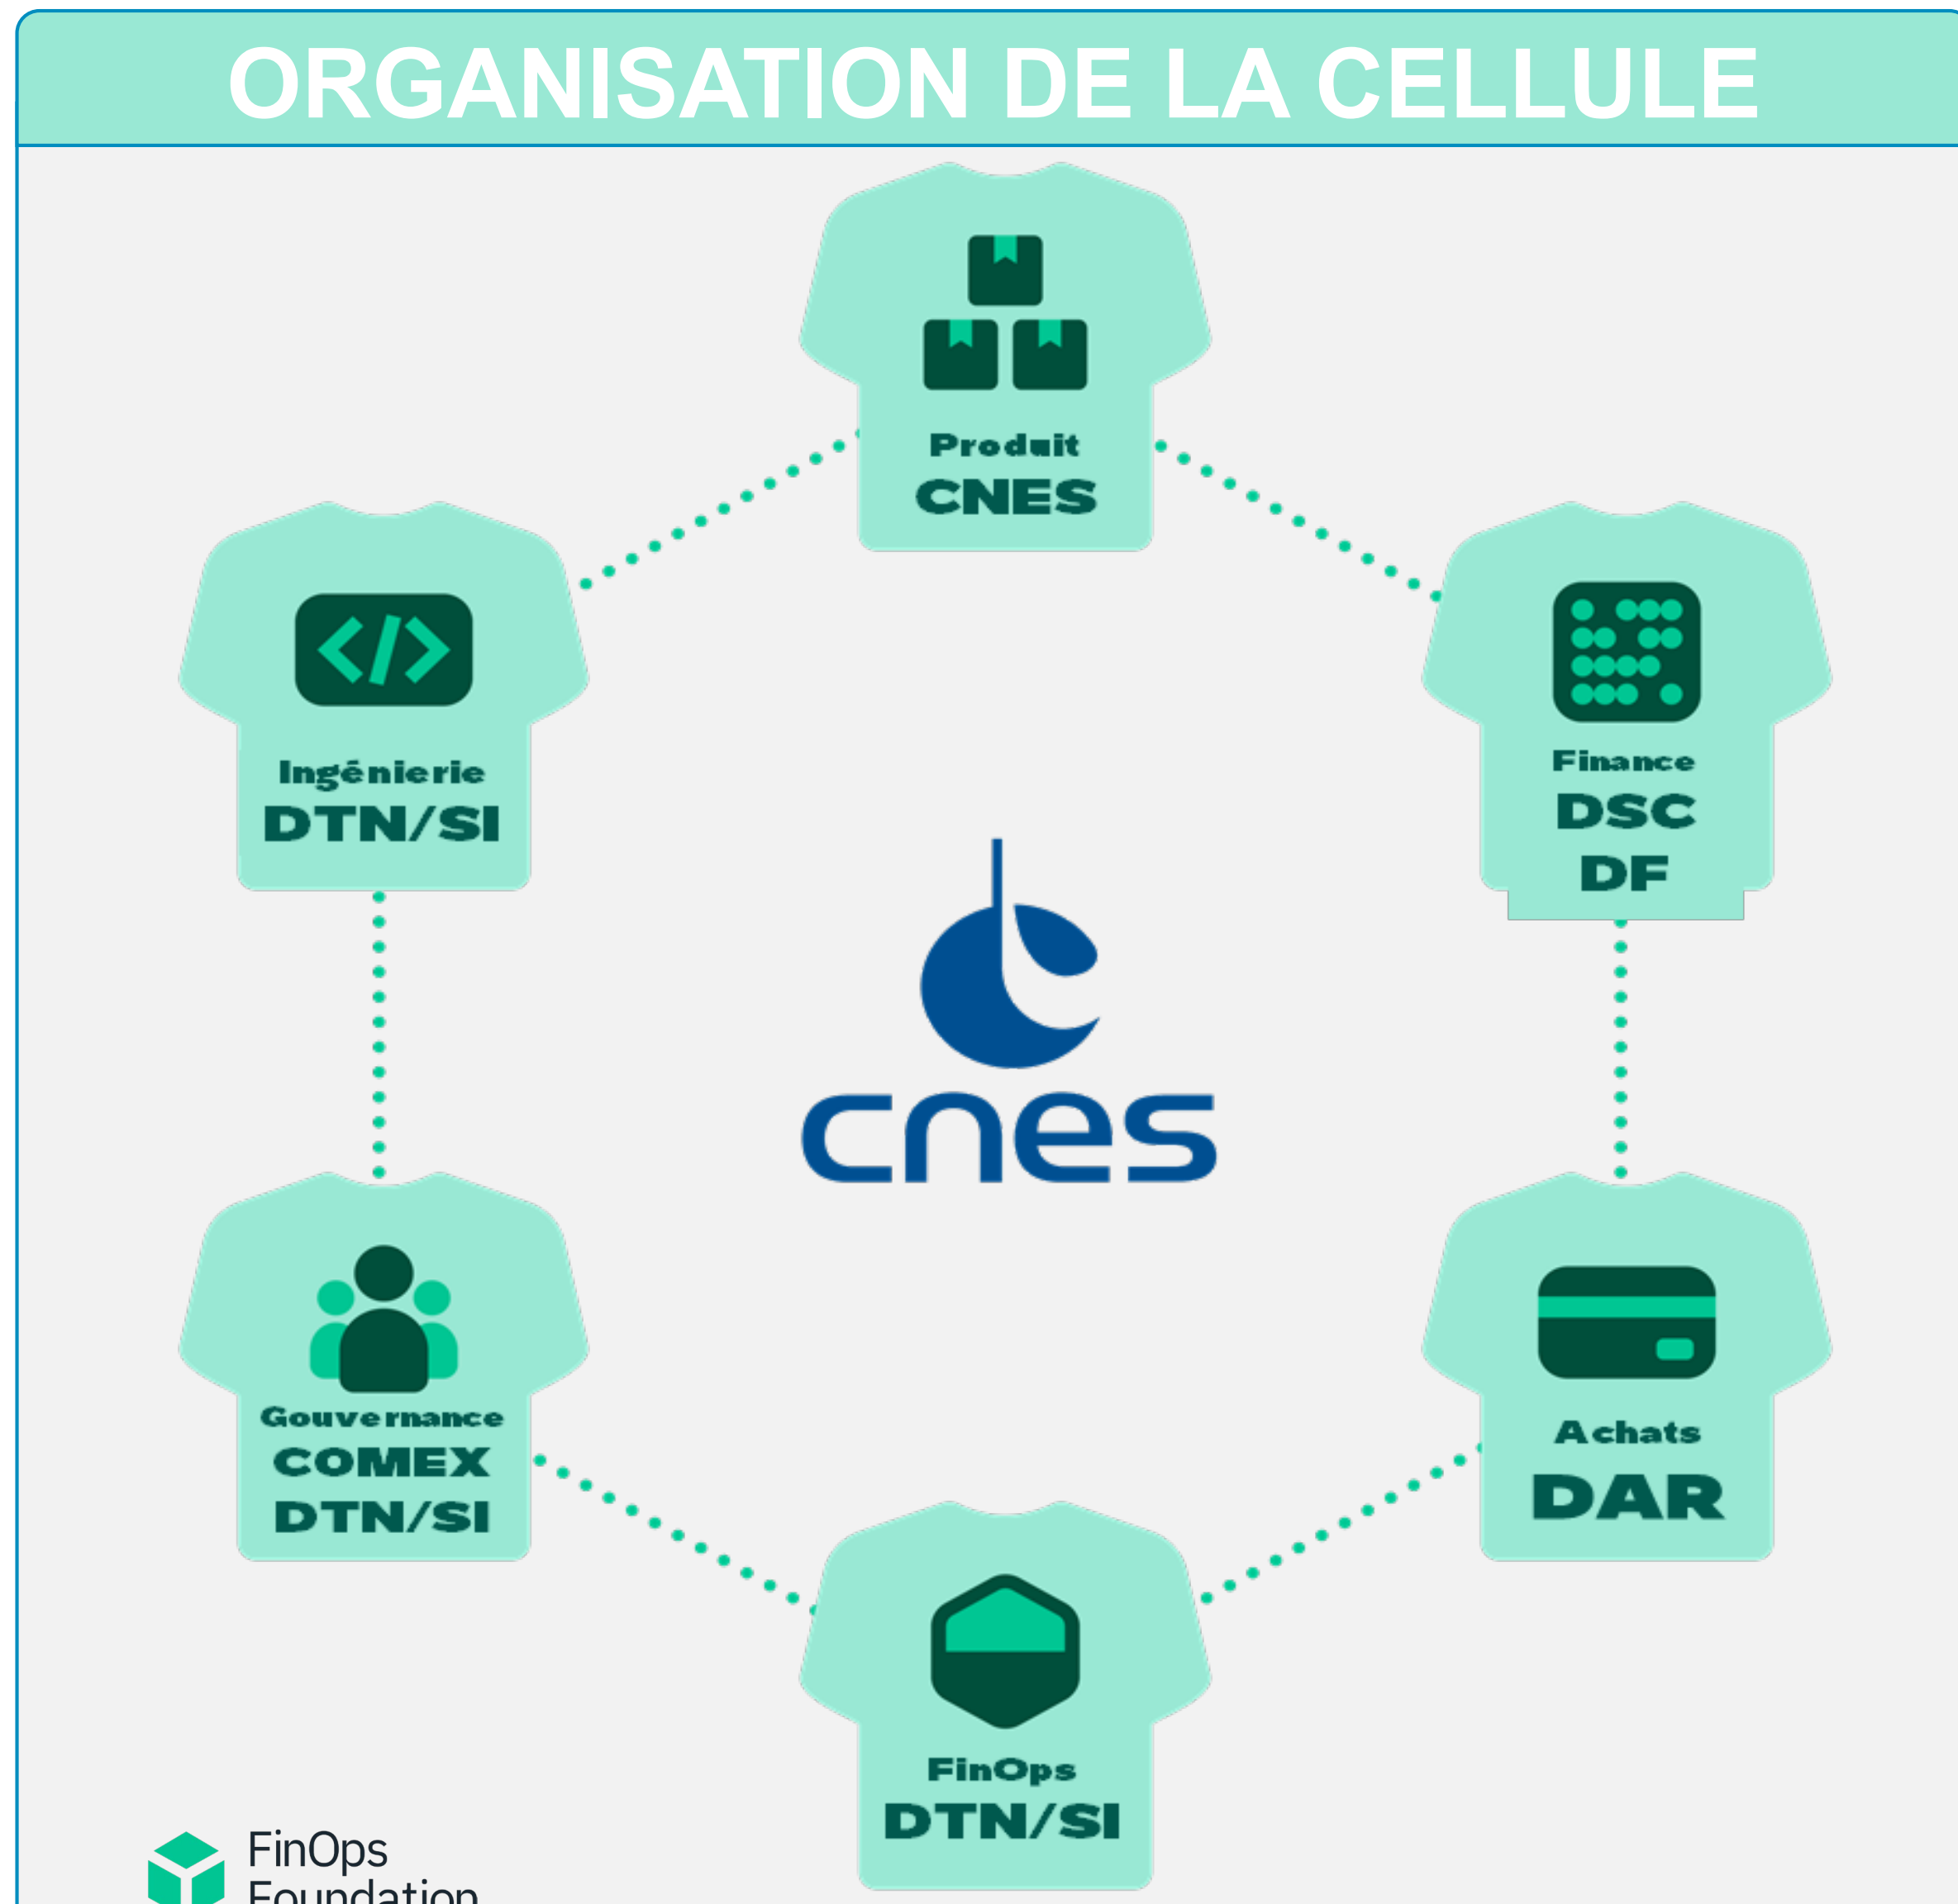 ORGANISATION DE LA CELLULE
Produit
CNES
Ingénierie
DTN/SI
Finance
DSC
DF
cnes
Gouvernance
COMEX
DTN/SI
Achats
DAR
FinOps
DTN/SI
FinOps
Foundation